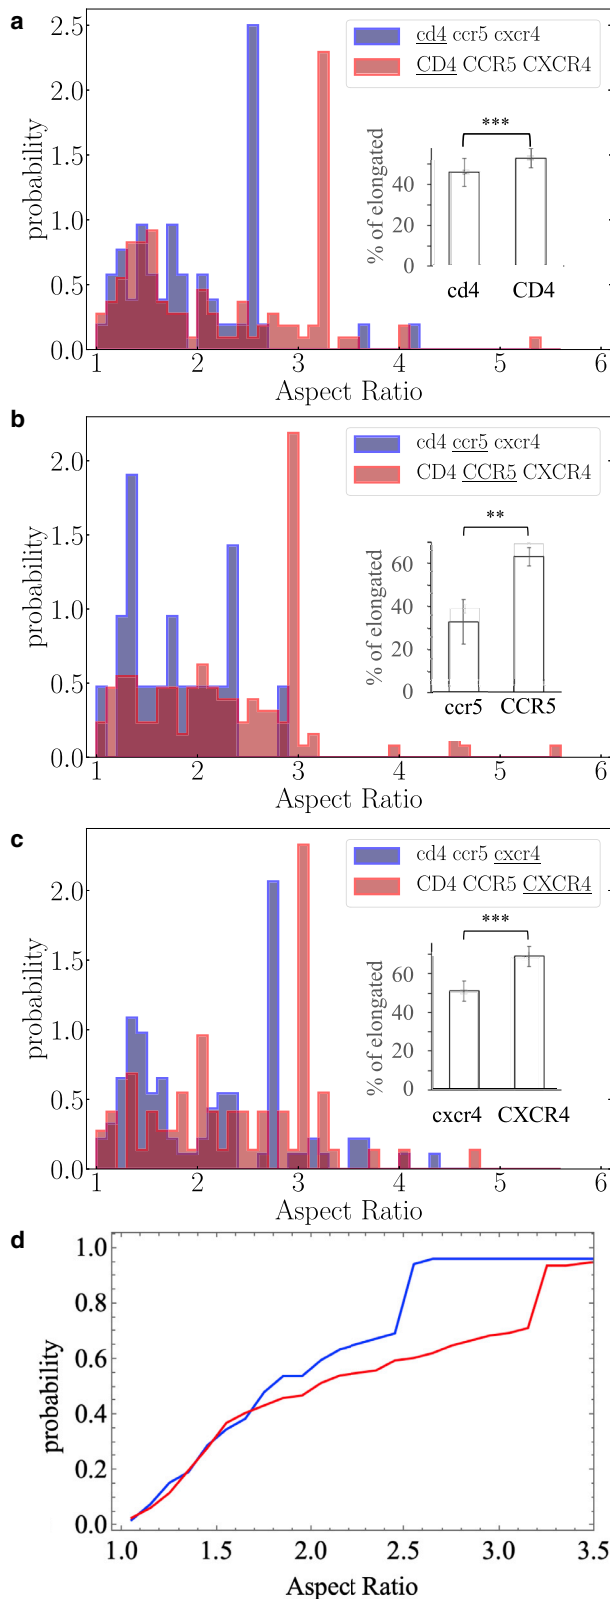 a
cd4 ccr5 cxcr4
CD4 CCR5 CXCR4
2.5
2.0
1.5
1.0
0.5
0.0
probability
1 2 3 4 5 6
Aspect Ratio
***
% of elongated
40
20
0
cd4 CD4
b
cd4 ccr5 cxcr4
CD4 CCR5 CXCR4
2.0
1.5
1.0
0.5
0.0
probability
1 2 3 4 5 6
Aspect Ratio
**
% of elongated
60
40
20
0
ccr5 CCR5
c
cd4 ccr5 cxcr4
CD4 CCR5 CXCR4
2.0
1.5
1.0
0.5
0.0
probability
1 2 3 4 5 6
Aspect Ratio
***
% of elongated
60
40
20
0
cxcr4 CXCR4
d
1.0
0.8
0.6
0.4
0.2
0.0
probability
1.0 1.5 2.0 2.5 3.0 3.5
Aspect Ratio